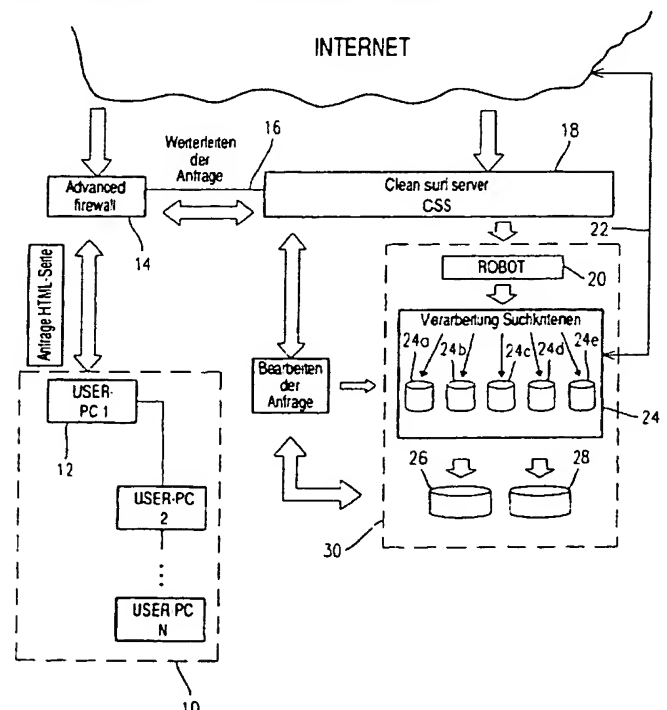 INTERNET
22
16
Weiterleiten
der
Anfrage
18
Advanced
firewall
Clean surf server
CSS
14
22
Anfrage HTML-Seite
ROBOT
20
Verarbeitung Suchkriterien
24a
24b
24c
24d
24e
Bearbeiten
der
Anfrage
24
USER-
PC 1
12
26
28
USER-PC
2
30
USER PC
N
10